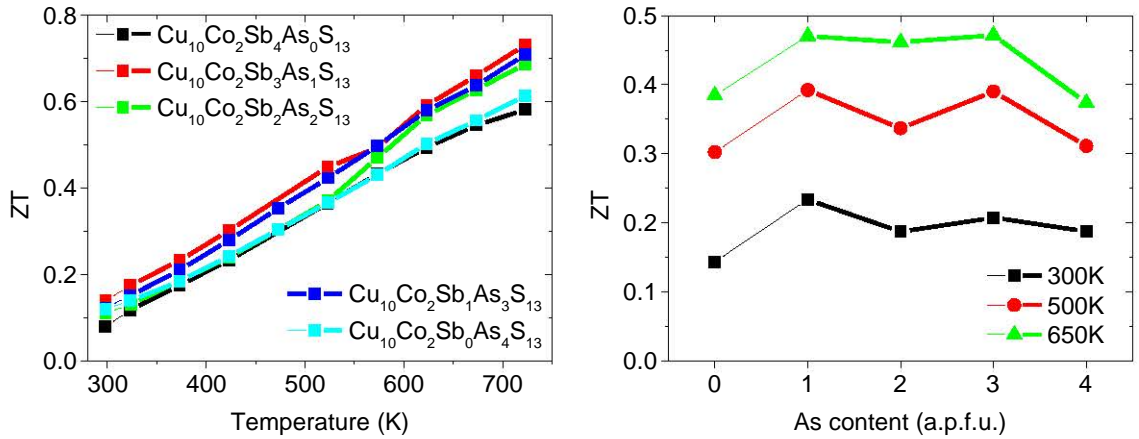 0.8
0.6
0.4
0.2
0.0
ZT
Cu10Co2Sb4As0S13
Cu10Co2Sb3As1S13
Cu10Co2Sb2As2S13
Cu10Co2Sb1As3S13
Cu10Co2Sb0As4S13
300 400 500 600 700
Temperature (K)
0.5
0.4
0.3
0.2
0.1
0.0
ZT
300K
500K
650K
0 1 2 3 4
As content (a.p.f.u.)